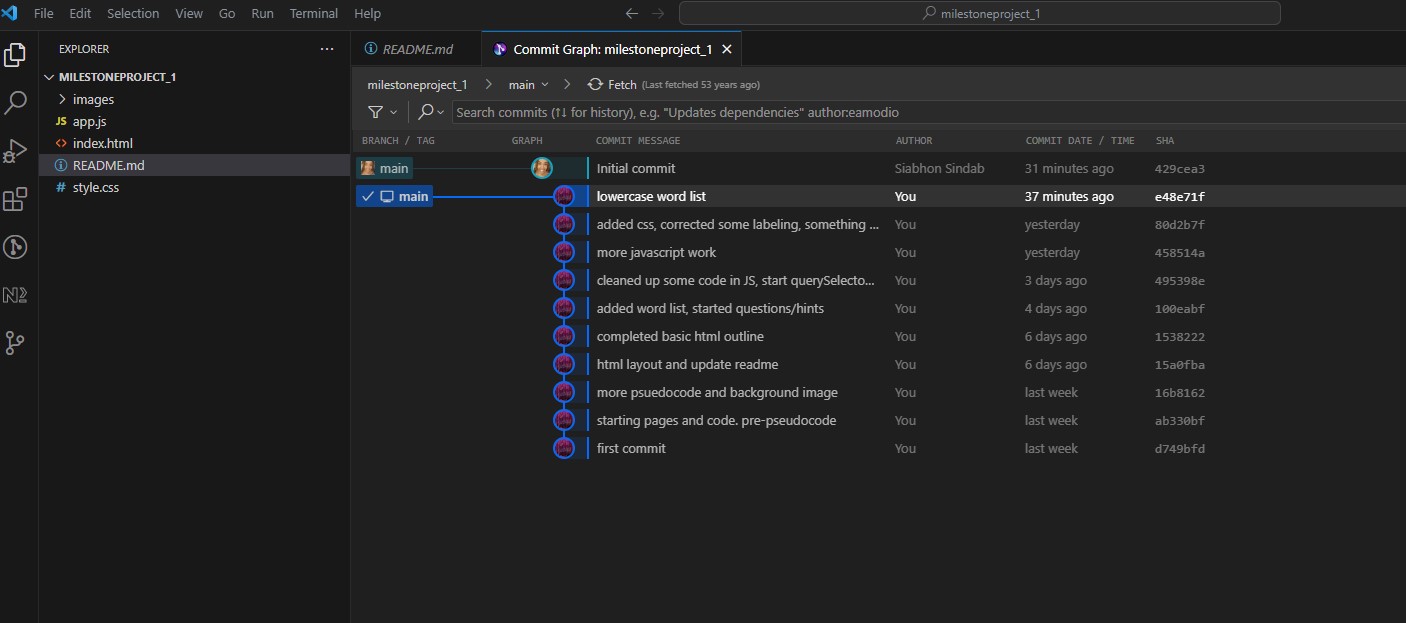 File Edit Selection View Go Run Terminal Help milestoneproject_1
EXPLORER ···
README.md Commit Graph: milestoneproject_1
MILESTONEPROJECT_1
images
JS app.js
<> index.html
README.md
# style.css
milestoneproject_1 main Fetch (Last fetched 53 years ago)
Search commits (↑↓ for history), e.g. "Updates dependencies" author:eamodio
BRANCH / TAG GRAPH COMMIT MESSAGE AUTHOR COMMIT DATE / TIME SHA
main Initial commit Siabhon Sindab 31 minutes ago 429cea3
main lowercase word list You 37 minutes ago e48e71f
added css, corrected some labeling, something ... You yesterday 80d2b7f
more javascript work You yesterday 458514a
cleaned up some code in JS, start querySelecto... You 3 days ago 495398e
added word list, started questions/hints You 4 days ago 100eabf
completed basic html outline You 6 days ago 1538222
html layout and update readme You 6 days ago 15a0fba
more psuedocode and background image You last week 16b8162
starting pages and code. pre-pseudocode You last week ab330bf
first commit You last week d749bfd